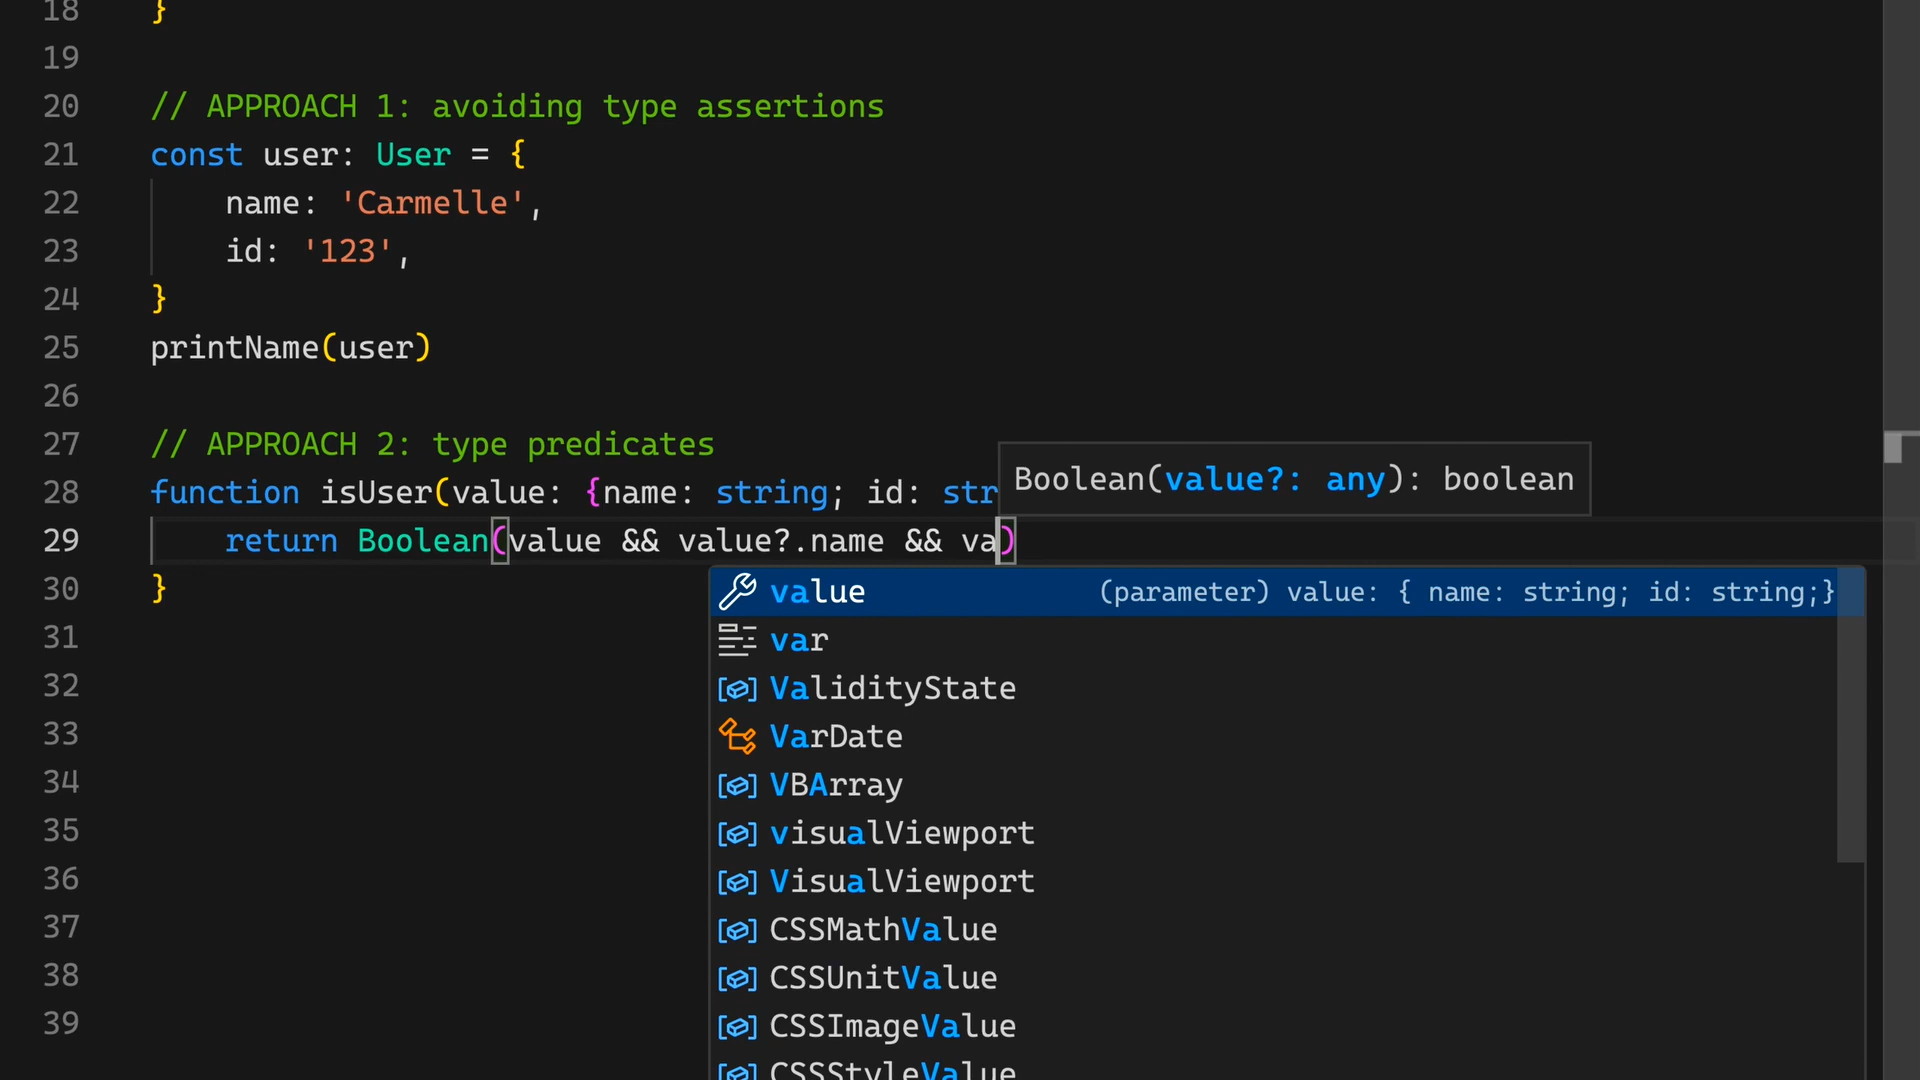 18 }
19
20 // APPROACH 1: avoiding type assertions
21 const user: User = {
22 name: 'Carmelle',
23 id: '123',
24 }
25 printName(user)
26
27 // APPROACH 2: type predicates
28 function isUser(value: {name: string; id: str
Boolean(value?: any): boolean
29 return Boolean(value && value?.name && va)
30 }
value (parameter) value: { name: string; id: string;}
31 var
32 ValidityState
33 VarDate
34 VBArray
35 visualViewport
36 VisualViewport
37 CSSMathValue
38 CSSUnitValue
39 CSSImageValue
CSSStyleValue